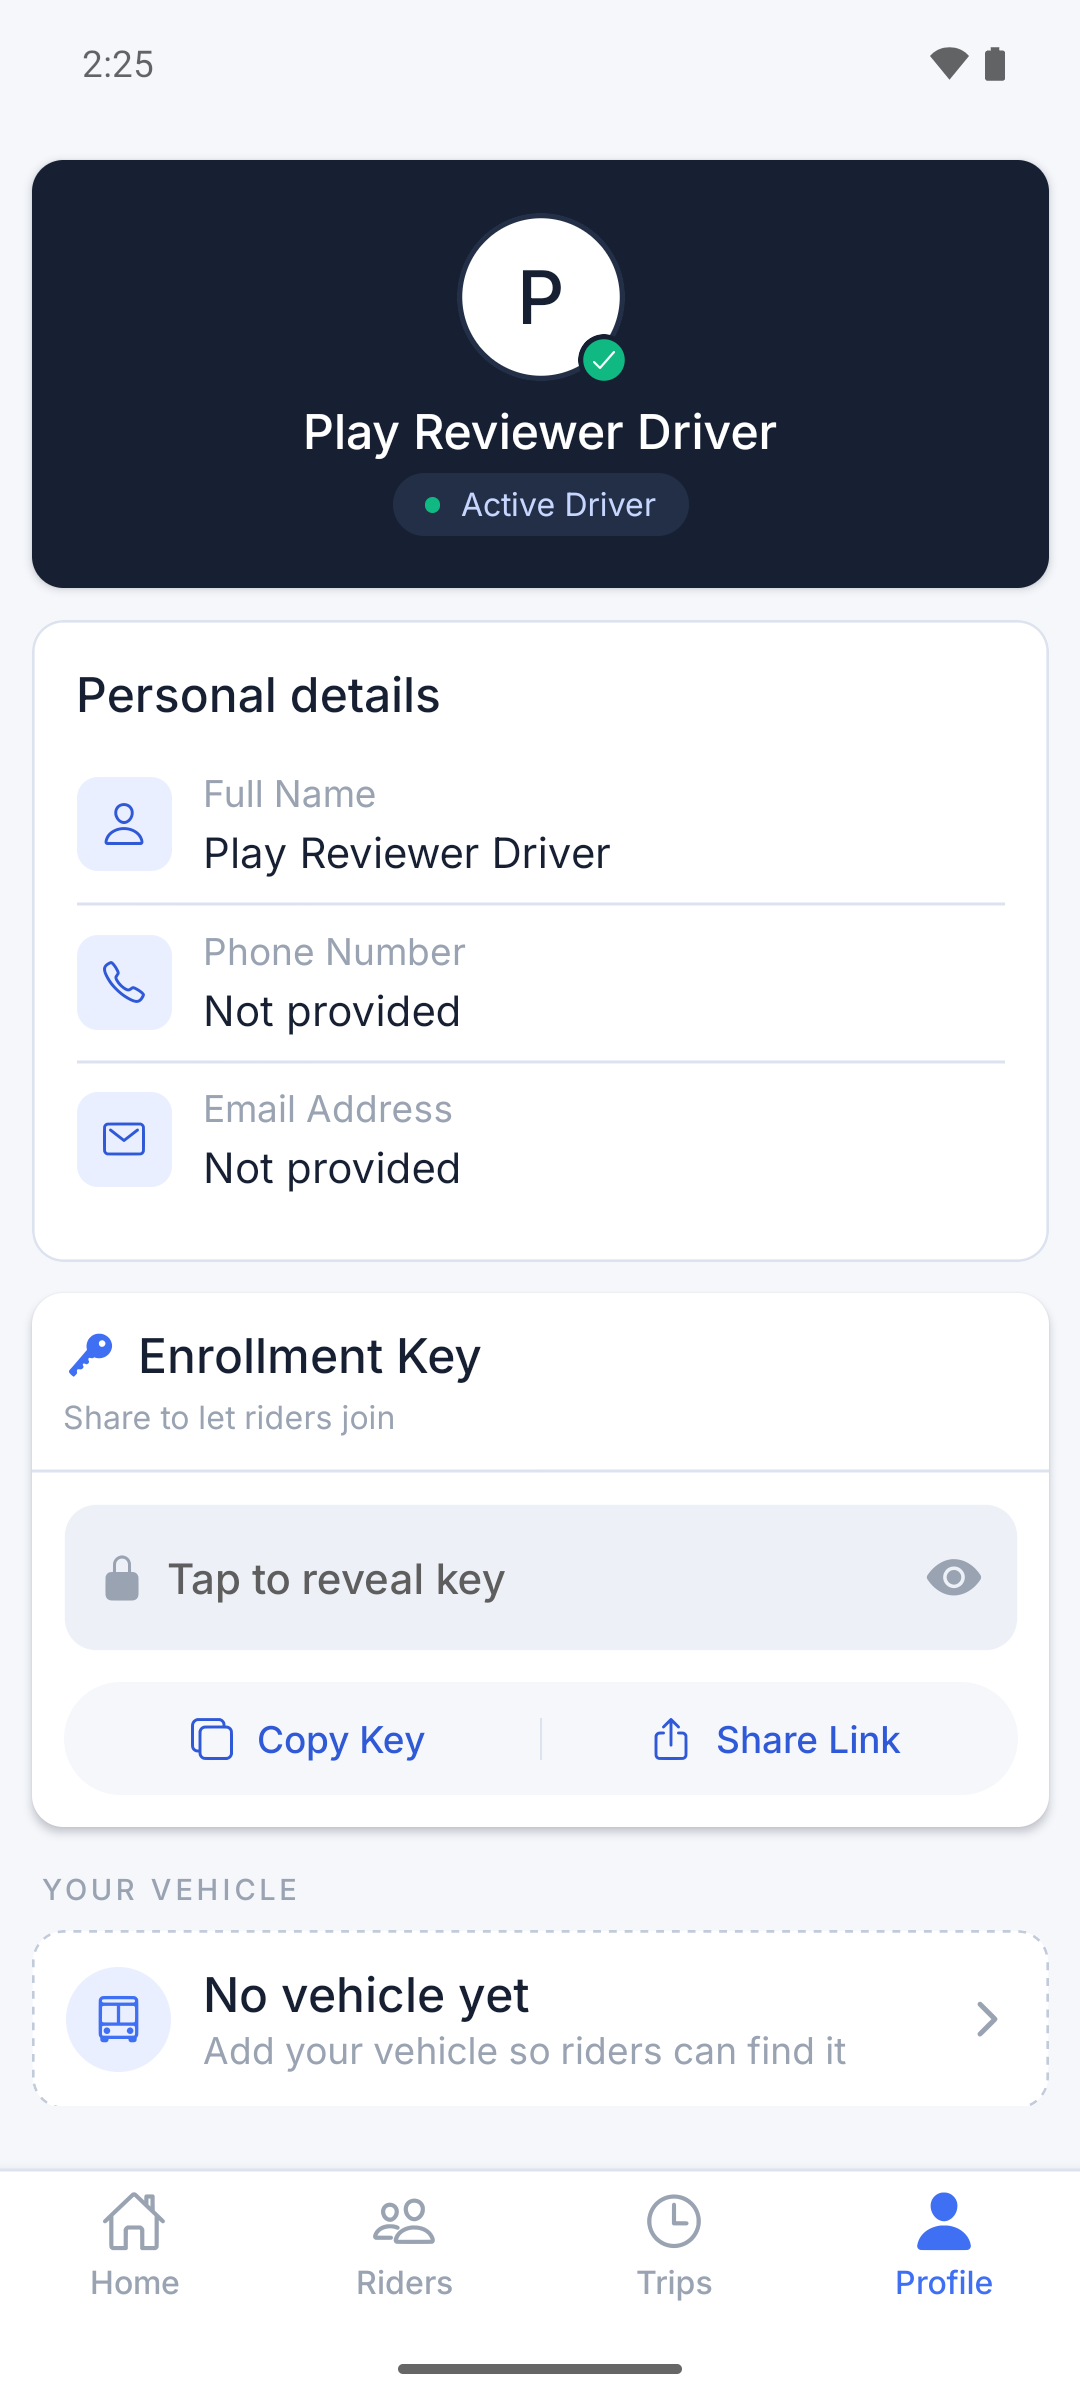 2:25
P
Play Reviewer Driver
Active Driver
Personal details
Full Name
Play Reviewer Driver
Phone Number
Not provided
Email Address
Not provided
Enrollment Key
Share to let riders join
Tap to reveal key
Copy Key
Share Link
YOUR VEHICLE
No vehicle yet
Add your vehicle so riders can find it
Home
Riders
Trips
Profile